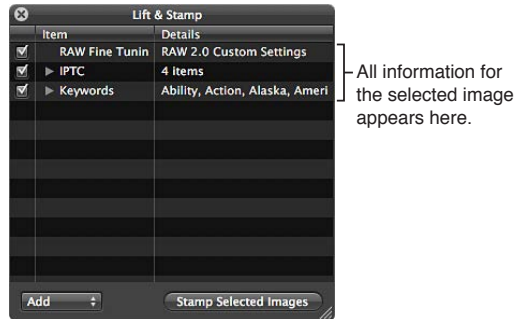 Lift & Stamp
Item Details
RAW Fine Tunin RAW 2.0 Custom Settings
IPTC 4 items
Keywords Ability, Action, Alaska, Ameri
All information for
the selected image
appears here.
Add Stamp Selected Images